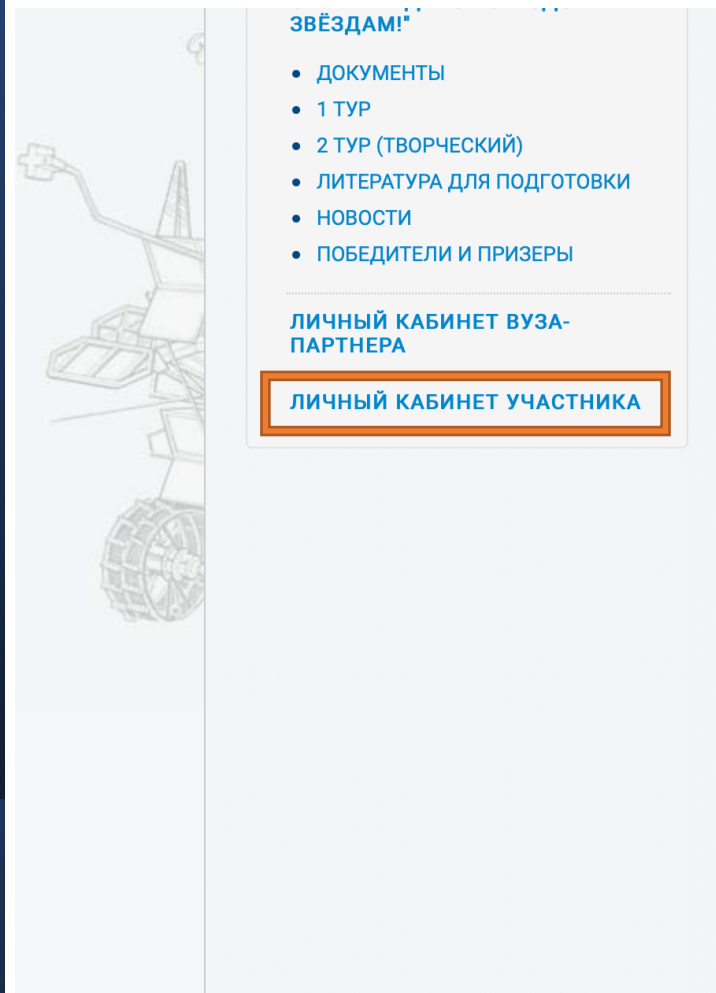 ЗВЁЗДАМ!"
ДОКУМЕНТЫ
1 ТУР
2 ТУР (ТВОРЧЕСКИЙ)
ЛИТЕРАТУРА ДЛЯ ПОДГОТОВКИ
НОВОСТИ
ПОБЕДИТЕЛИ И ПРИЗЕРЫ
ЛИЧНЫЙ КАБИНЕТ ВУЗА-
ПАРТНЕРА
ЛИЧНЫЙ КАБИНЕТ УЧАСТНИКА